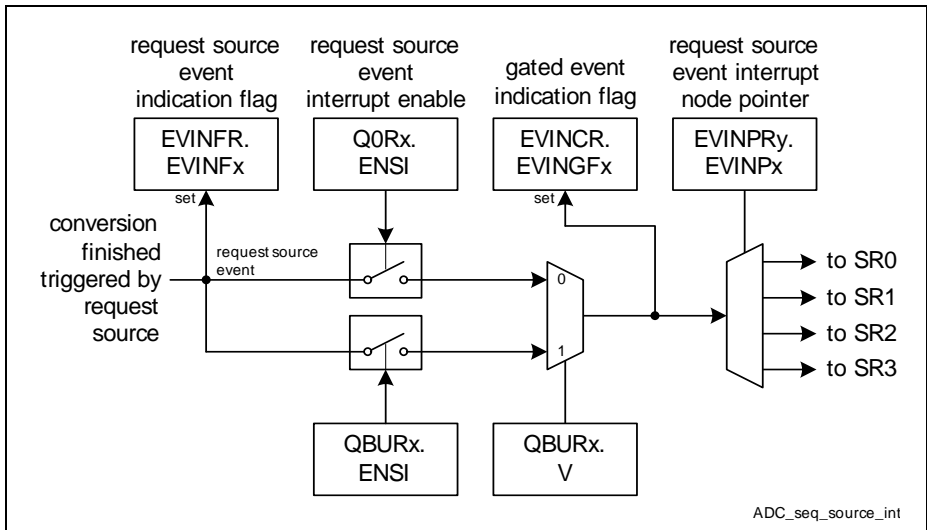 request source
event
indication flag
request source
event
interrupt enable
gated event
indication flag
request source
event interrupt
node pointer
EVINFR.
EVINFx
Q0Rx.
ENSI
EVINCR.
EVINGFx
EVINPRy.
EVINPx
set
set
conversion
finished
triggered by
request
source
request source
event
0
1
to SR0
to SR1
to SR2
to SR3
QBURx.
ENSI
QBURx.
V
ADC_seq_source_int